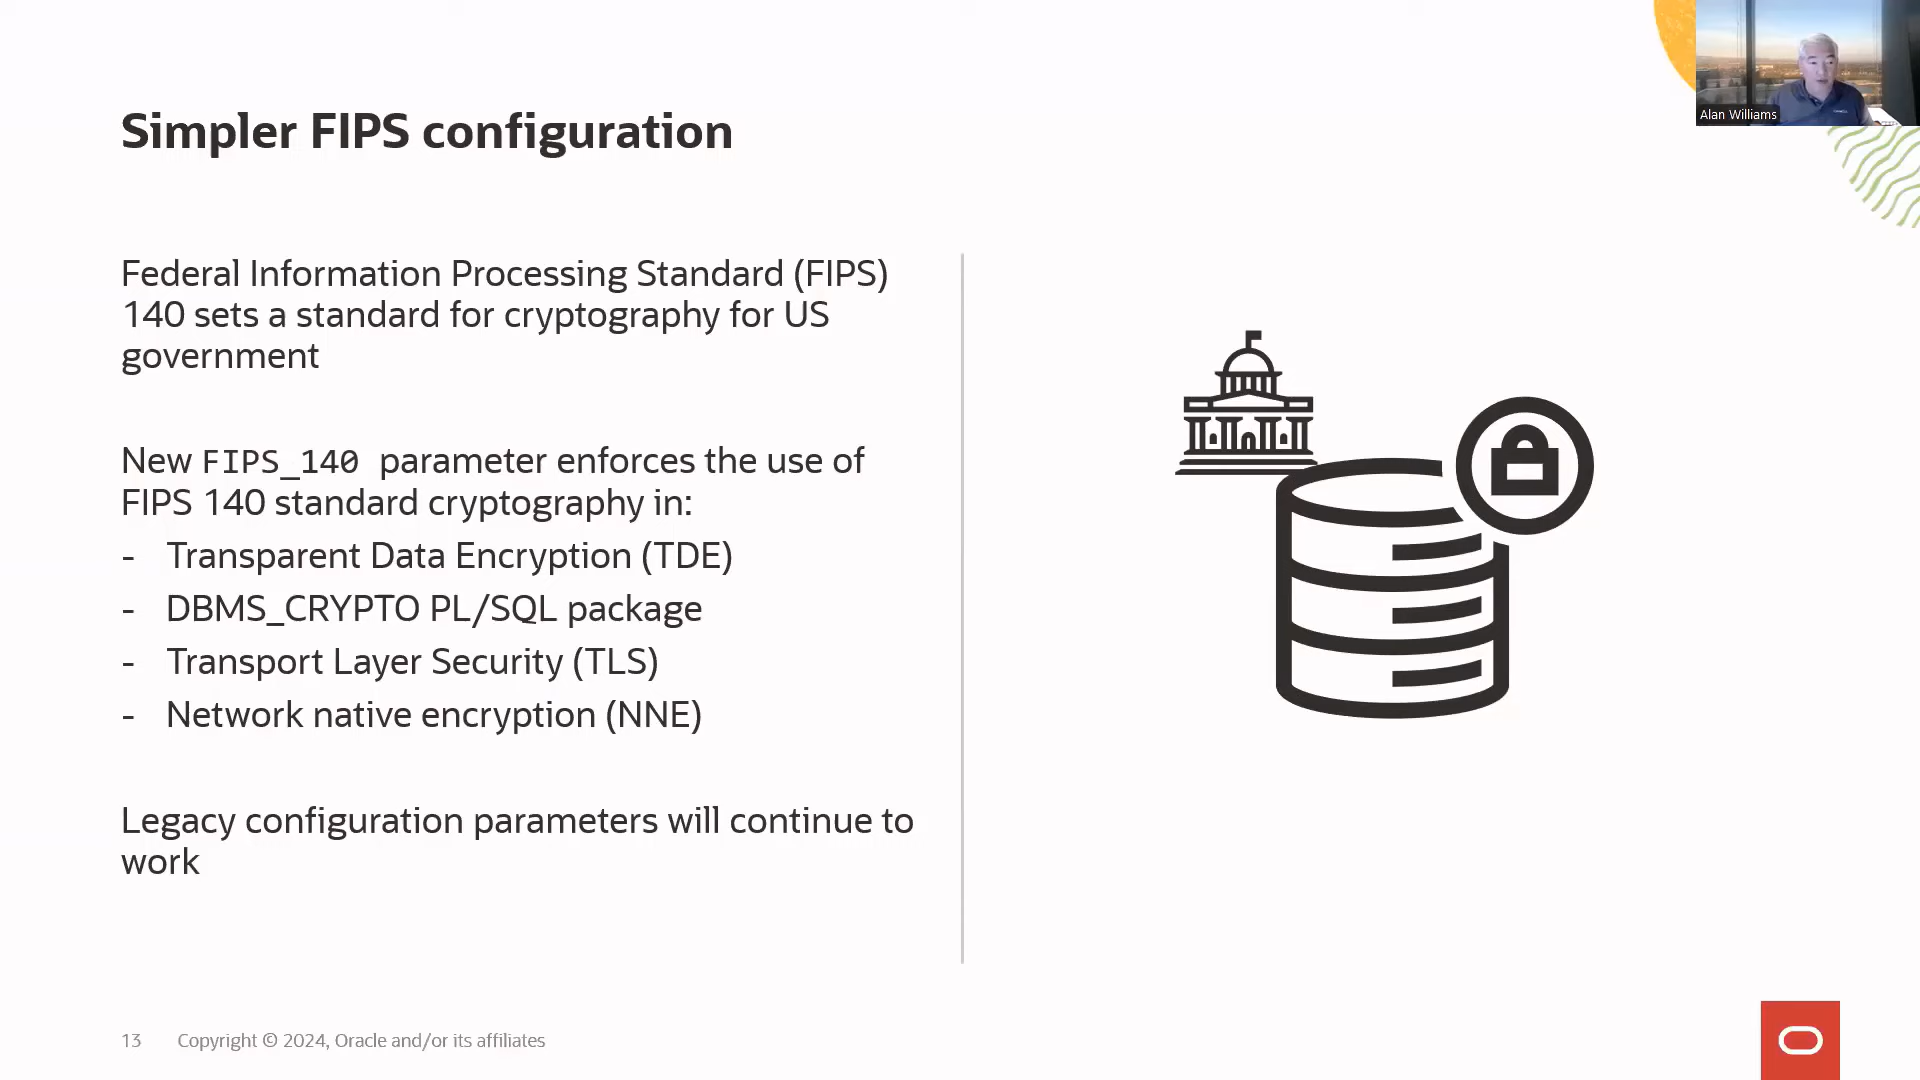 Alan Williams
Simpler FIPS configuration
Federal Information Processing Standard (FIPS)
140 sets a standard for cryptography for US
government
New FIPS_140 parameter enforces the use of
FIPS 140 standard cryptography in:
- Transparent Data Encryption (TDE)
- DBMS_CRYPTO PL/SQL package
- Transport Layer Security (TLS)
- Network native encryption (NNE)
Legacy configuration parameters will continue to
work
13 Copyright © 2024, Oracle and/or its affiliates